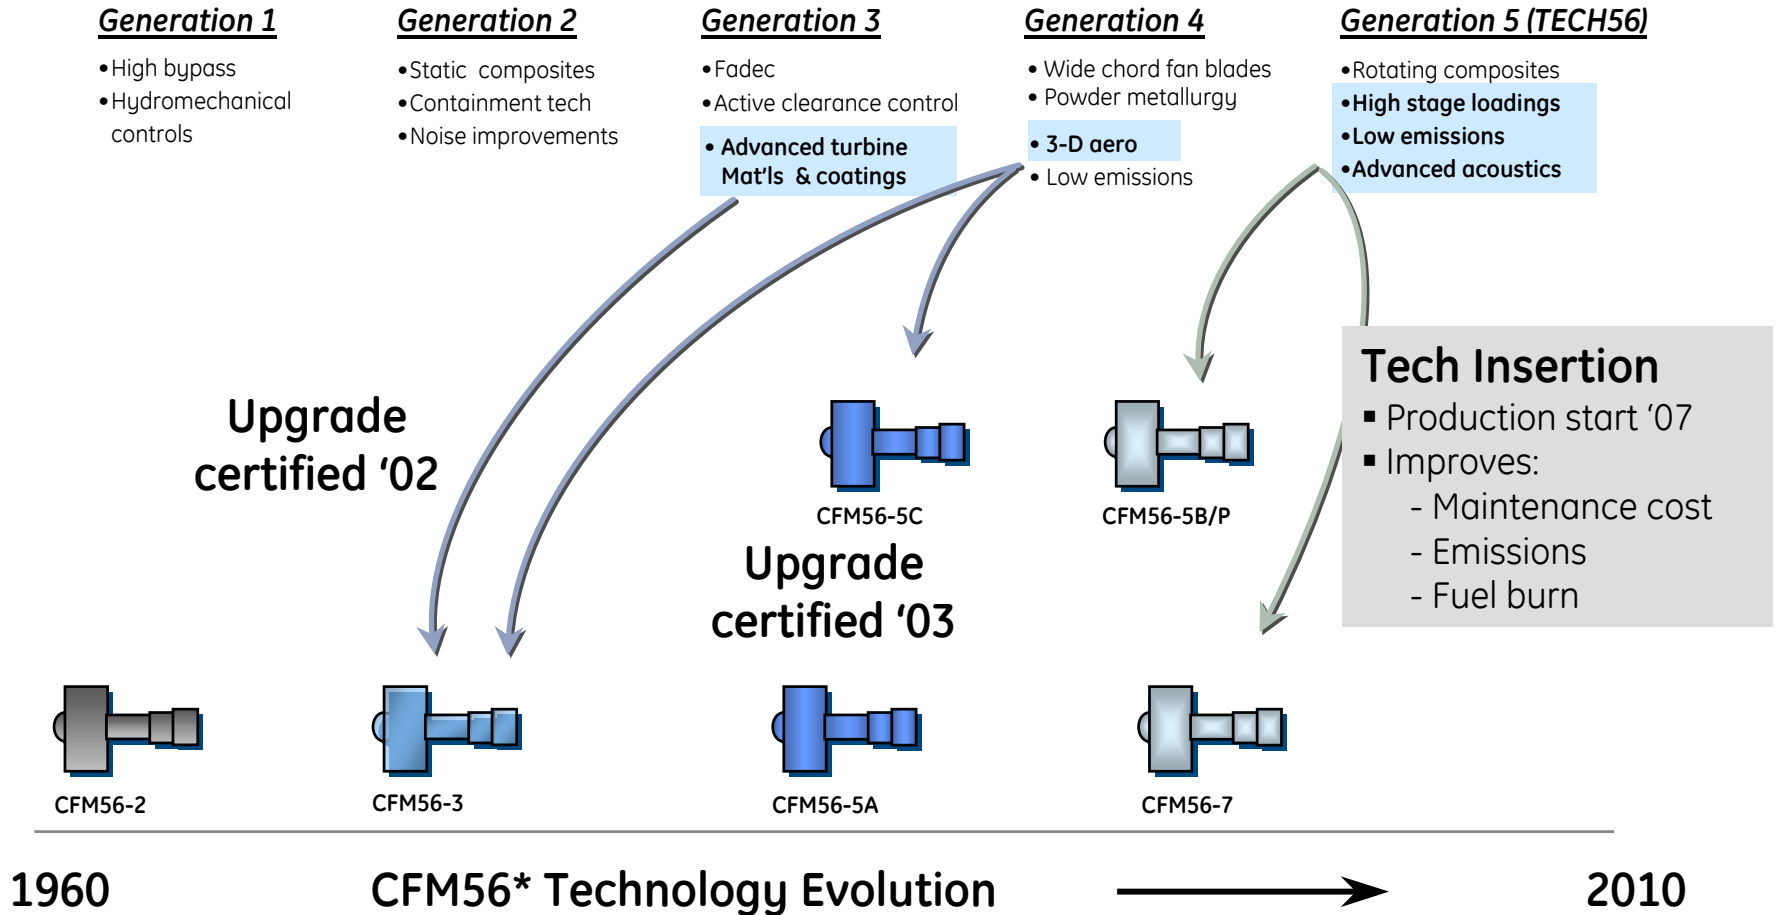 Generation 1
•High bypass
•Hydromechanical
controls
Generation 2
•Static composites
•Containment tech
•Noise improvements
Generation 3
•Fadec
•Active clearance control
• Advanced turbine
Mat'ls & coatings
Generation 4
• Wide chord fan blades
• Powder metallurgy
• 3-D aero
• Low emissions
Generation 5 (TECH56)
•Rotating composites
•High stage loadings
•Low emissions
•Advanced acoustics
Upgrade
certified ‘02
CFM56-5C
CFM56-5B/P
Upgrade
certified ‘03
Tech Insertion
▪ Production start ‘07
▪ Improves:
- Maintenance cost
- Emissions
- Fuel burn
CFM56-2
CFM56-3
CFM56-5A
CFM56-7
1960
CFM56* Technology Evolution
2010